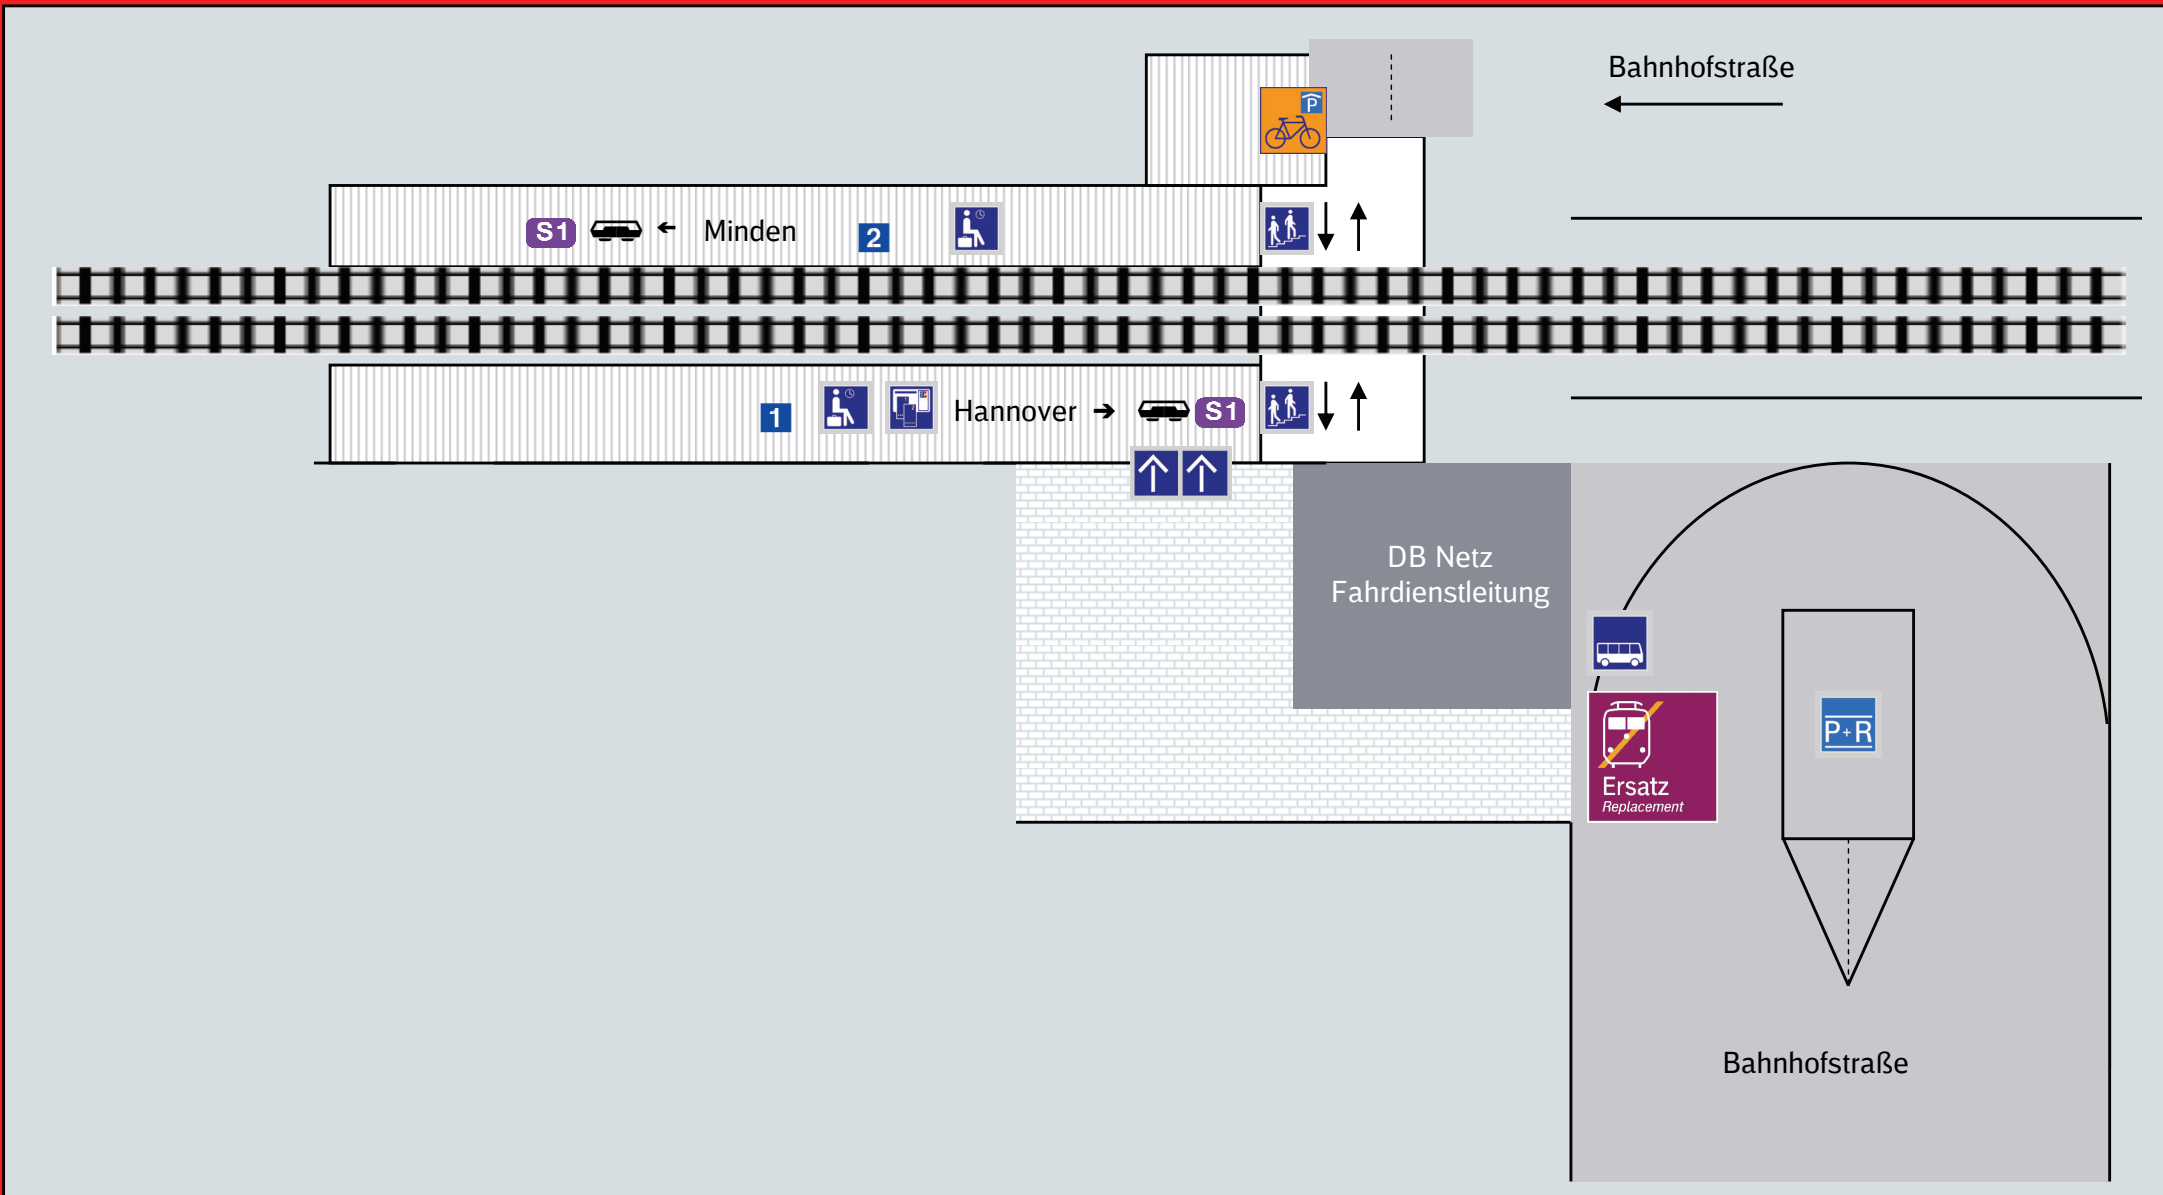 Bahnhofstraße
P
S1 Minden 2
1 Hannover S1
DB Netz
Fahrdienstleitung
P+R
Ersatz
Replacement
Bahnhofstraße